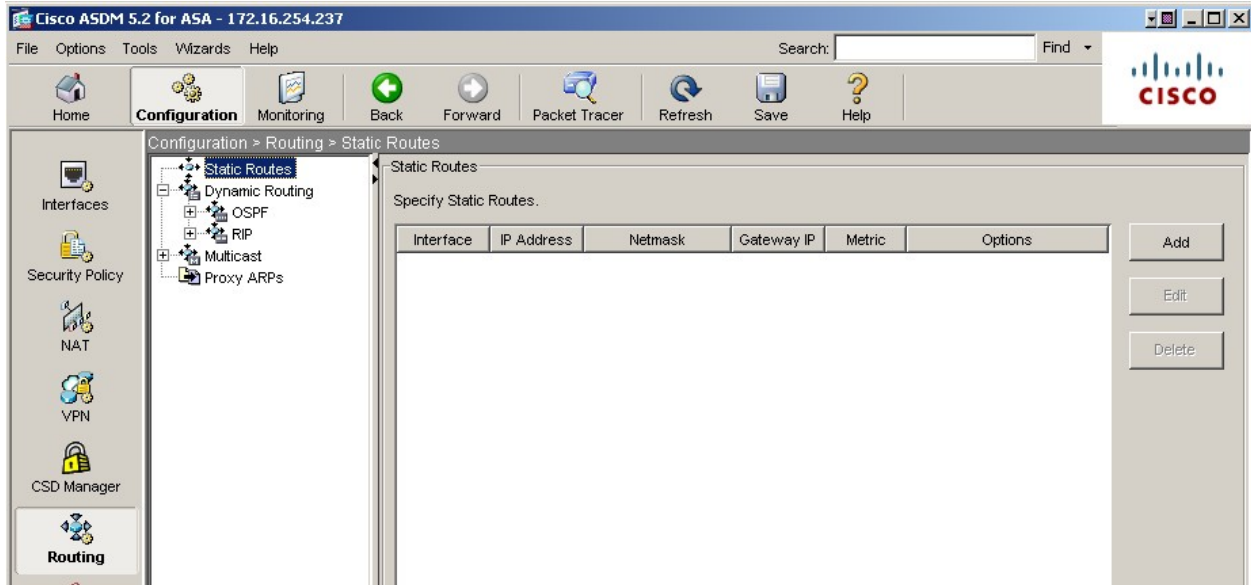 Cisco ASDM 5.2 for ASA - 172.16.254.237
File Options Tools Wizards Help
Search:
Find
CISCO
Home
Configuration
Monitoring
Back
Forward
Packet Tracer
Refresh
Save
Help
Configuration > Routing > Static Routes
Interfaces
Security Policy
NAT
VPN
CSD Manager
Routing
Static Routes
Dynamic Routing
OSPF
RIP
Multicast
Proxy ARPs
Static Routes
Specify Static Routes.
Interface IP Address Netmask Gateway IP Metric Options
Add
Edit
Delete